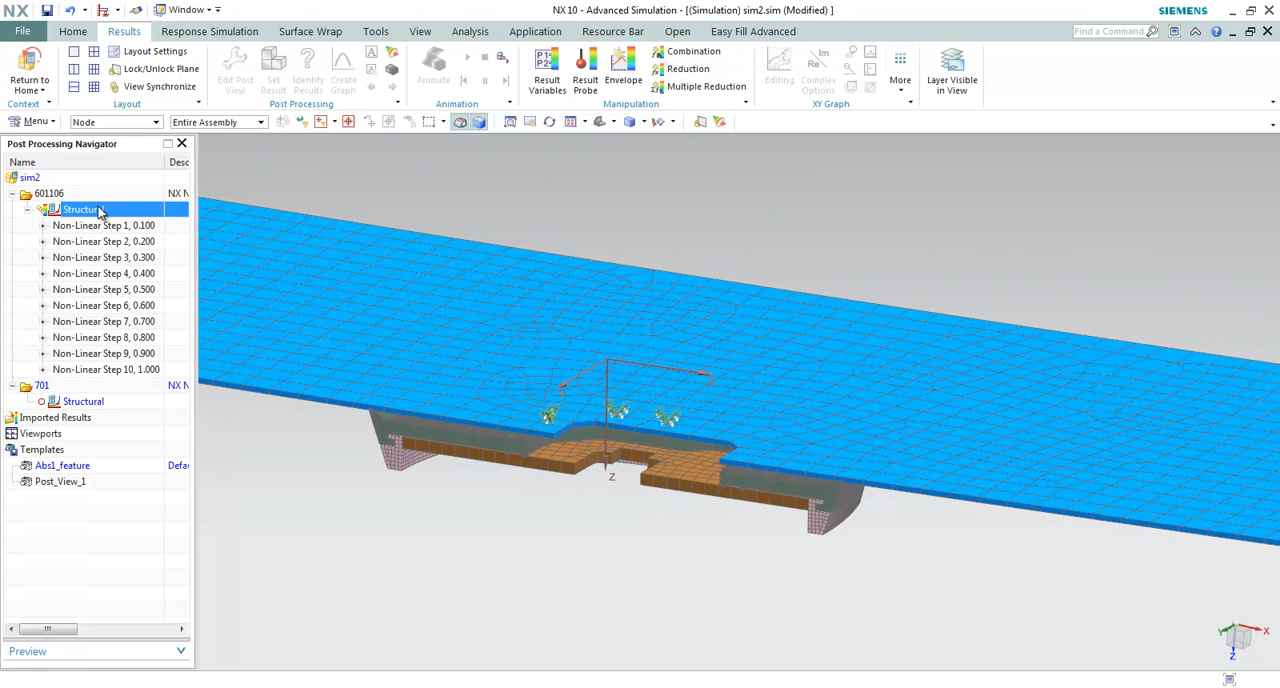 NX Window NX 10 - Advanced Simulation - [(Simulation) sim2.sim (Modified) ] SIEMENS
File Home Results Response Simulation Surface Wrap Tools View Analysis Application Resource Bar Open Easy Fill Advanced Find a Command
Layout Settings
Lock/Unlock Plane
View Synchronize
Return to Home
Edit Post View
Set Result
Identify Results
Create Graph
Animate
Result Variables
Result Probe
Envelope
Combination
Reduction
Multiple Reduction
Editing
Complex Options
More
Layer Visible in View
Context Layout Post Processing Animation Manipulation XY Graph
Menu Node Entire Assembly
Post Processing Navigator
Name Desc
sim2
601106 NX N
Structural
Non-Linear Step 1, 0.100
Non-Linear Step 2, 0.200
Non-Linear Step 3, 0.300
Non-Linear Step 4, 0.400
Non-Linear Step 5, 0.500
Non-Linear Step 6, 0.600
Non-Linear Step 7, 0.700
Non-Linear Step 8, 0.800
Non-Linear Step 9, 0.900
Non-Linear Step 10, 1.000
701 NX N
Structural
Imported Results
Viewports
Templates
Abs1_feature Defa
Post_View_1
Preview
X
Z
Y X
Z